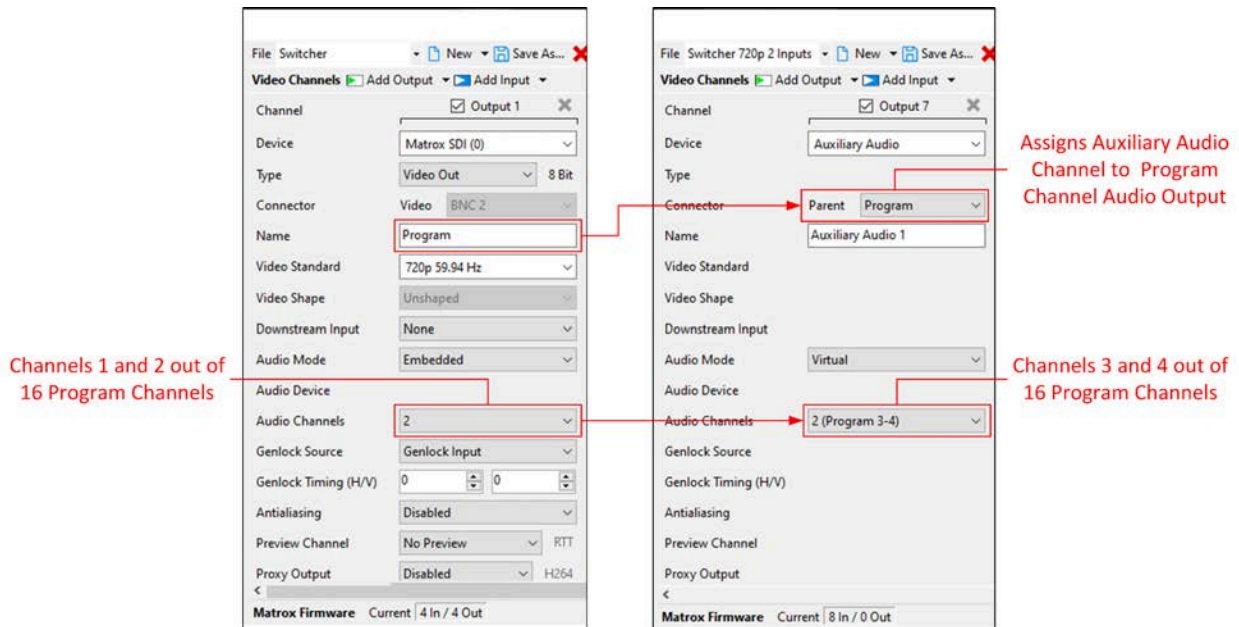 File Switcher New Save As...
Video Channels Add Output Add Input
Channel Output 1
Device Matrox SDI (0)
Type Video Out 8 Bit
Connector Video BNC 2
Name Program
Video Standard 720p 59.94 Hz
Video Shape Unshaped
Downstream Input None
Audio Mode Embedded
Audio Device
Audio Channels 2
Genlock Source Genlock Input
Genlock Timing (H/V) 0 0
Antialiasing Disabled
Preview Channel No Preview RTT
Proxy Output Disabled H264
Matrox Firmware Current 4 In / 4 Out
Channels 1 and 2 out of
16 Program Channels
File Switcher 720p 2 Inputs New Save As...
Video Channels Add Output Add Input
Channel Output 7
Device Auxiliary Audio
Type
Connector Parent Program
Name Auxiliary Audio 1
Video Standard
Video Shape
Downstream Input
Audio Mode Virtual
Audio Device
Audio Channels 2 (Program 3-4)
Genlock Source
Genlock Timing (H/V)
Antialiasing
Preview Channel
Proxy Output
Matrox Firmware Current 8 In / 0 Out
Assigns Auxiliary Audio
Channel to Program
Channel Audio Output
Channels 3 and 4 out of
16 Program Channels